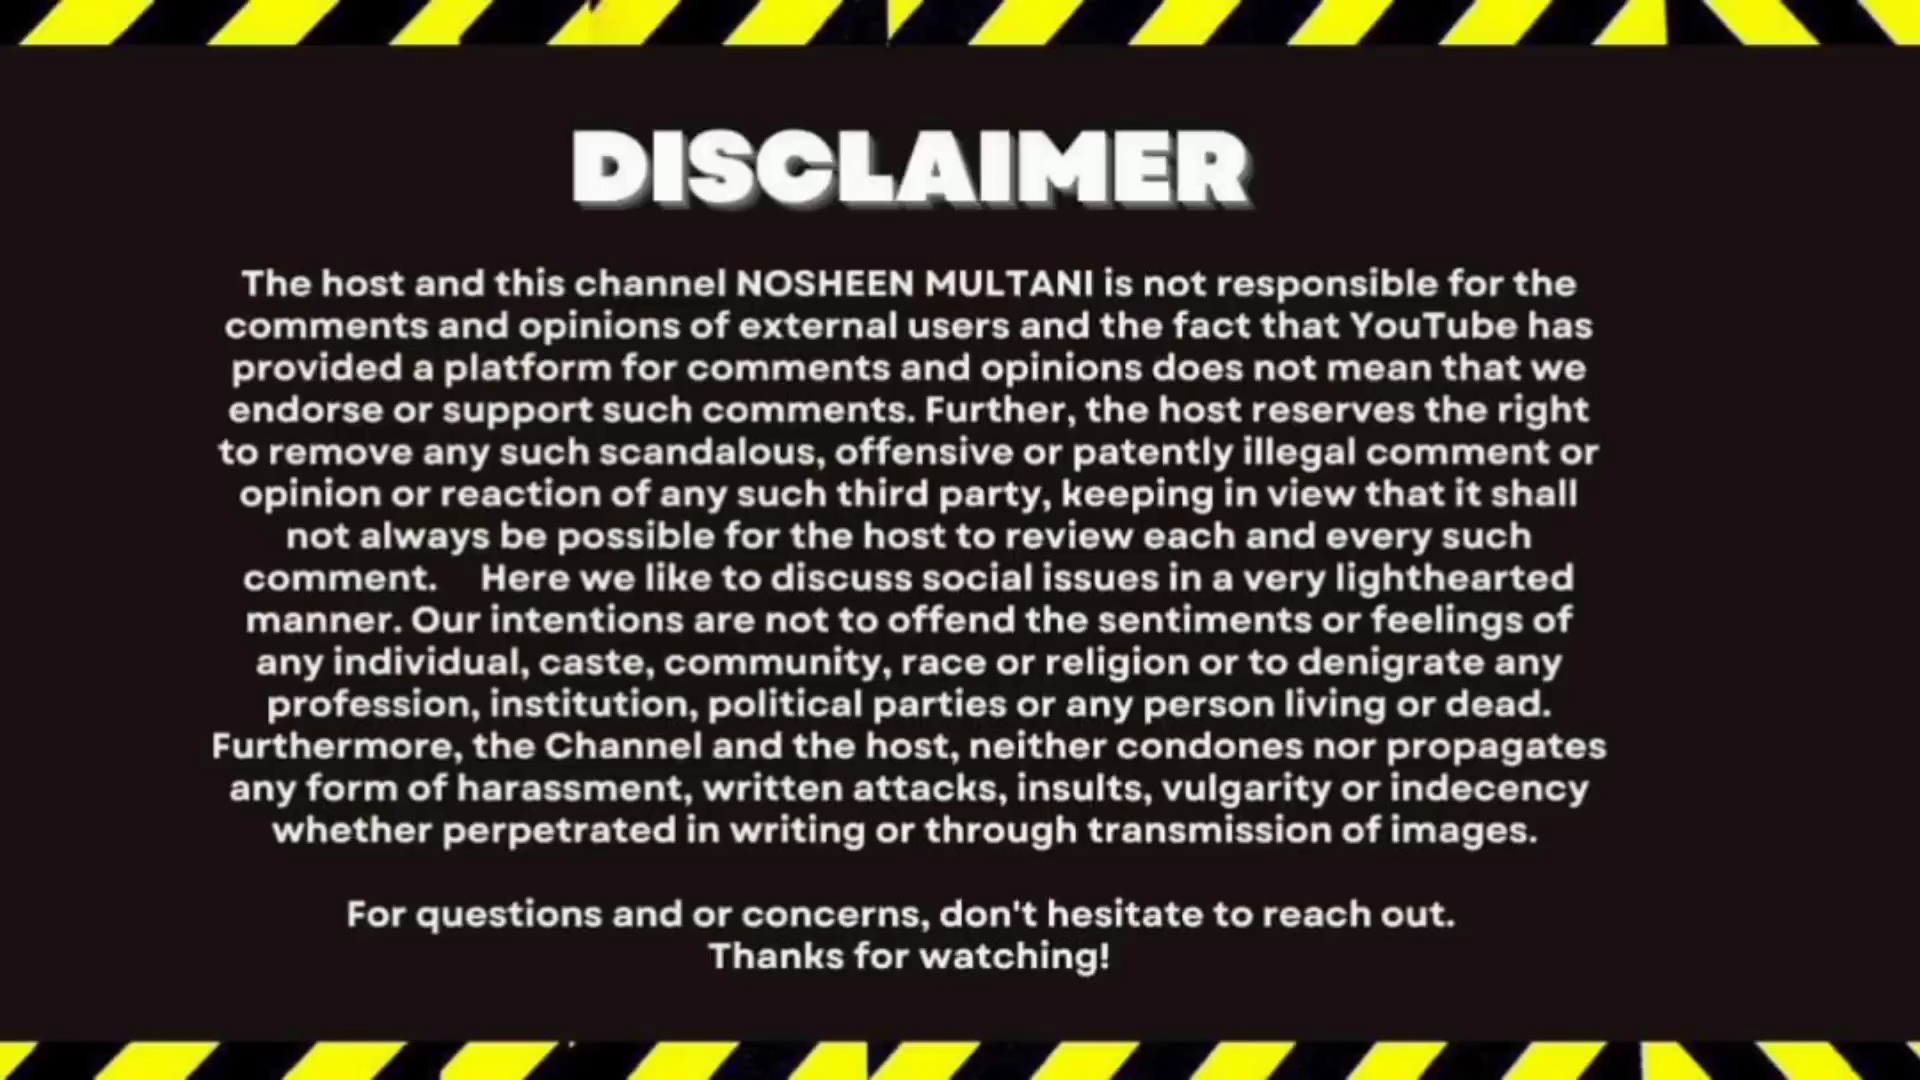 DISCLAIMER
The host and this channel NOSHEEN MULTANI is not responsible for the
comments and opinions of external users and the fact that YouTube has
provided a platform for comments and opinions does not mean that we
endorse or support such comments. Further, the host reserves the right
to remove any such scandalous, offensive or patently illegal comment or
opinion or reaction of any such third party, keeping in view that it shall
not always be possible for the host to review each and every such
comment.    Here we like to discuss social issues in a very lighthearted
manner. Our intentions are not to offend the sentiments or feelings of
any individual, caste, community, race or religion or to denigrate any
profession, institution, political parties or any person living or dead.
Furthermore, the Channel and the host, neither condones nor propagates
any form of harassment, written attacks, insults, vulgarity or indecency
whether perpetrated in writing or through transmission of images.
For questions and or concerns, don't hesitate to reach out.
Thanks for watching!